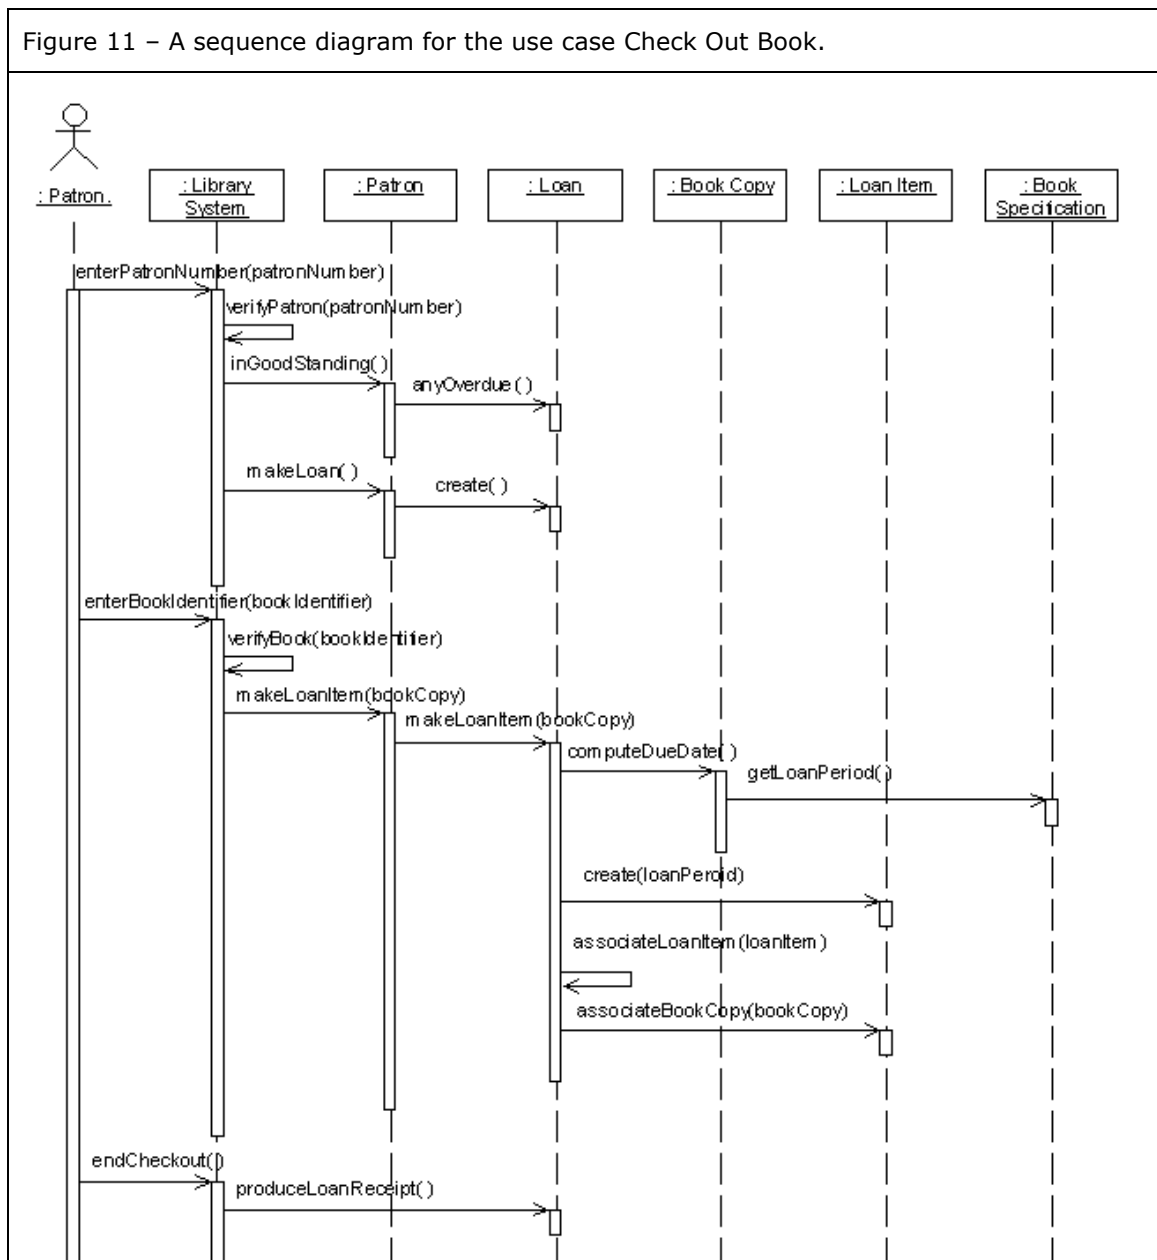 Figure 11 – A sequence diagram for the use case Check Out Book.
: Patron.
: Library
System
: Patron
: Loan
: Book Copy
: Loan Item
: Book
Specification
enterPatronNumber(patronNumber)
verifyPatron(patronNumber)
inGoodStanding()
anyOverdue()
makeLoan()
create()
enterBookIdentifier(bookIdentifier)
verifyBook(bookIdentifier)
makeLoanItem(bookCopy)
makeLoanItem(bookCopy)
computeDueDate()
getLoanPeriod()
create(loanPeroid)
associateLoanItem(loanItem)
associateBookCopy(bookCopy)
endCheckout()
produceLoanReceipt()